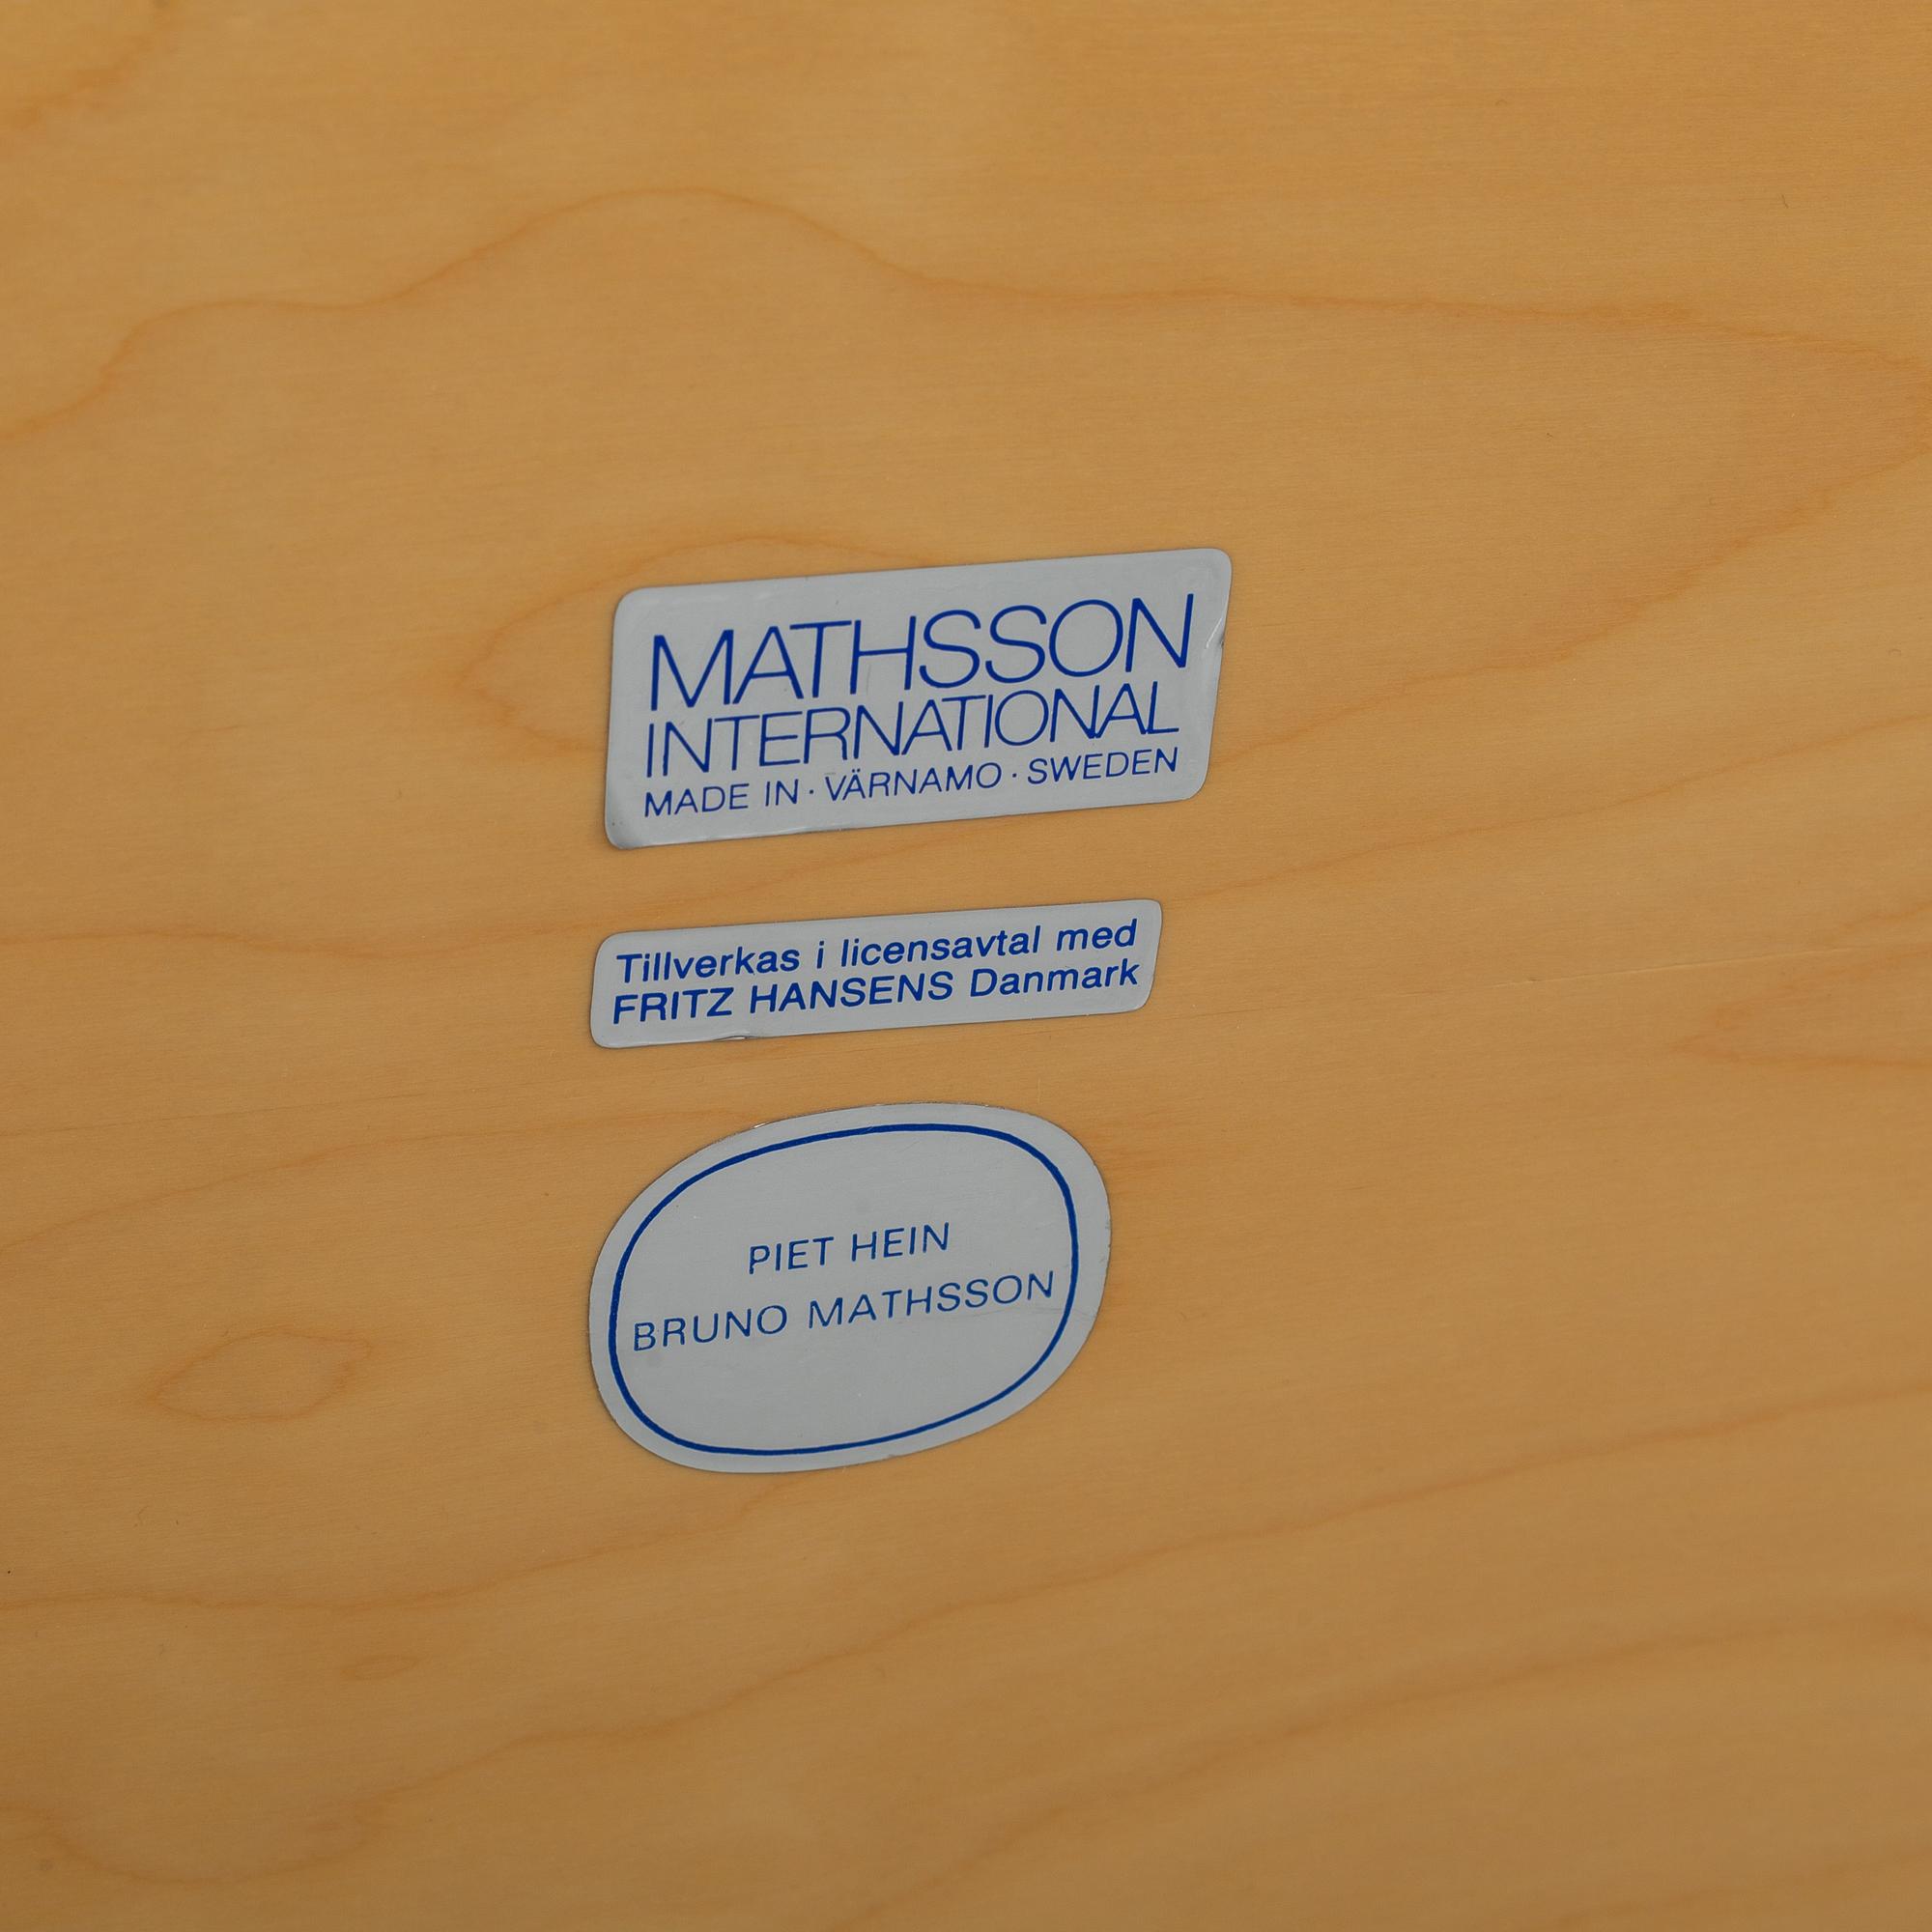 MATHSSON
INTERNATIONAL
MADE IN · VÄRNAMO · SWEDEN
Tillverkas i licensavtal med
FRITZ HANSENS Danmark
PIET HEIN
BRUNO MATHSSON